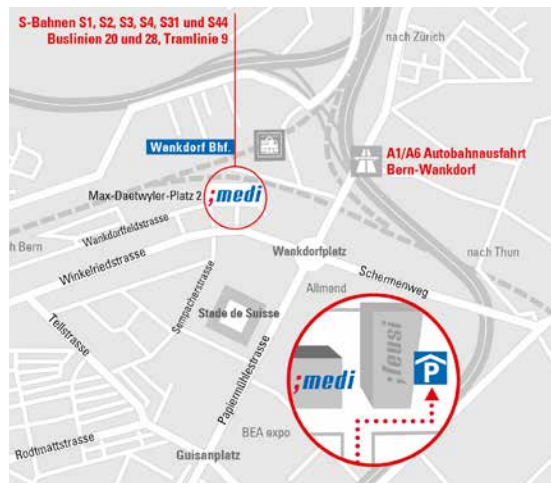 S-Bahnen S1, S2, S3, S4, S31 und S44
Buslinien 20 und 28, Tramlinie 9
nach Zürich
Wankdorf Bhf.
A1/A6 Autobahnausfahrt
Bern-Wankdorf
Max-Daetwyler-Platz 2
;medi
Wankdorffeldstrasse
h Bern
Winkelriedstrasse
Wankdorfplatz
nach Thun
Schermenweg
Sempacherstrasse
Allmend
Stade de Suisse
Tellstrasse
Papiermühlestrasse
;medi
P
BEA expo
Rodtmattstrasse
Guisanplatz